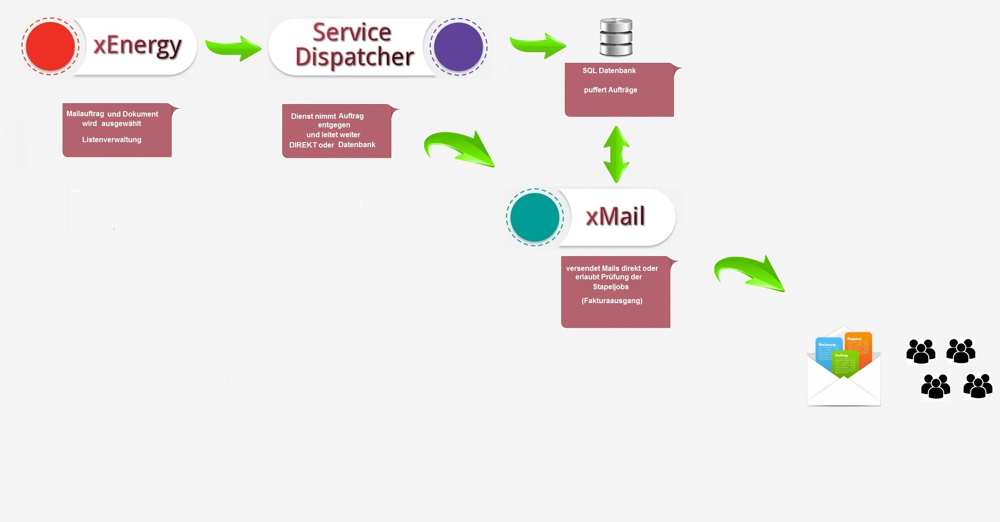 xEnergy
Service
Dispatcher
SQL Datenbank
puffert Aufträge
Mailauftrag und Dokument
wird ausgewählt
Listenverwaltung
Dienst nimmt Auftrag
entgegen
und leitet weiter
DIREKT oder Datenbank
xMail
versendet Mails direkt oder
erlaubt Prüfung der
Stapeljobs
(Fakturaausgang)
Rechnung
Angebot
Auftrag